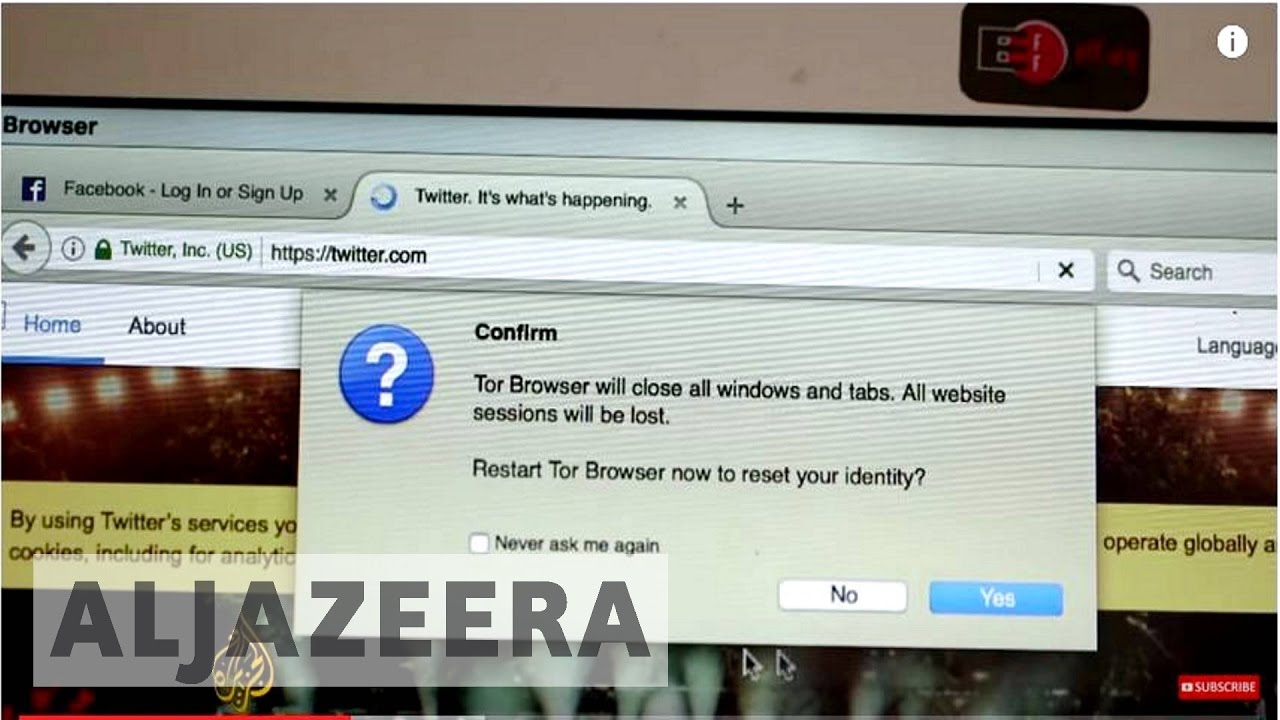 Browser
Facebook - Log In or Sign Up
Twitter. It's what's happening.
Twitter, Inc. (US)
https://twitter.com
Search
Home
About
Languag
Confirm
Tor Browser will close all windows and tabs. All website
sessions will be lost.
Restart Tor Browser now to reset your identity?
Never ask me again
No
Yes
By using Twitter's services yo
cookies, including for analytic
operate globally a
ALJAZEERA
الجزيرة
SUBSCRIBE